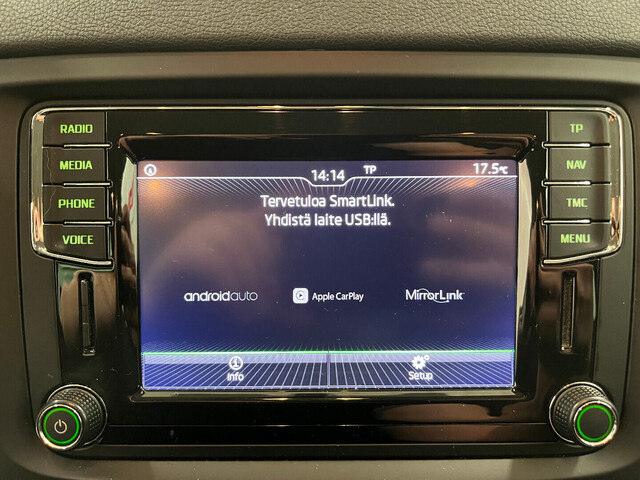 RADIO
MEDIA
PHONE
VOICE
TP
NAV
TMC
MENU
14:14 TP 17.5°C
Tervetuloa SmartLink.
Yhdistä laite USB:llä.
androidauto Apple CarPlay MirrorLink
Info Setup